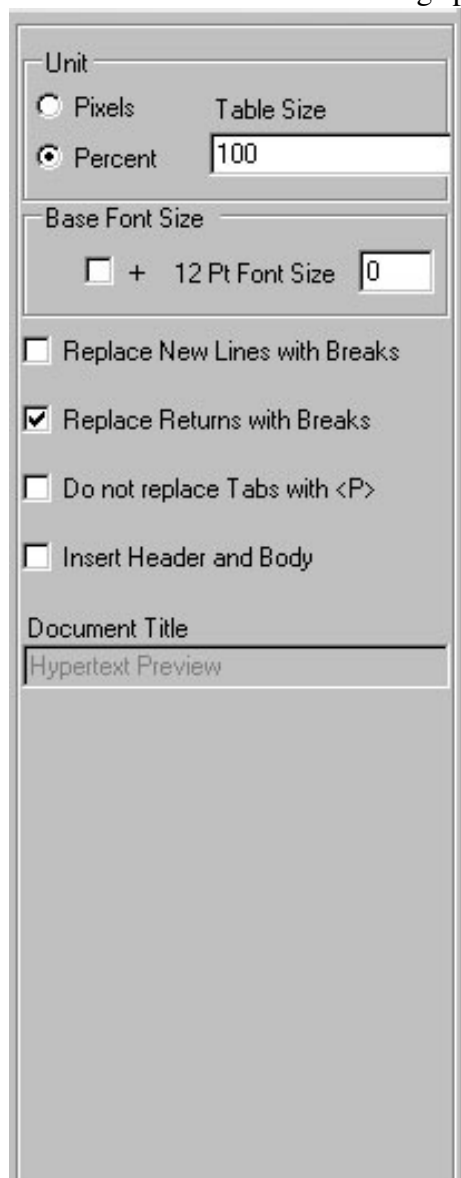 Unit
Pixels Table Size
Percent 100
Base Font Size
+ 12 Pt Font Size 0
Replace New Lines with Breaks
Replace Returns with Breaks
Do not replace Tabs with <P>
Insert Header and Body
Document Title
Hypertext Preview